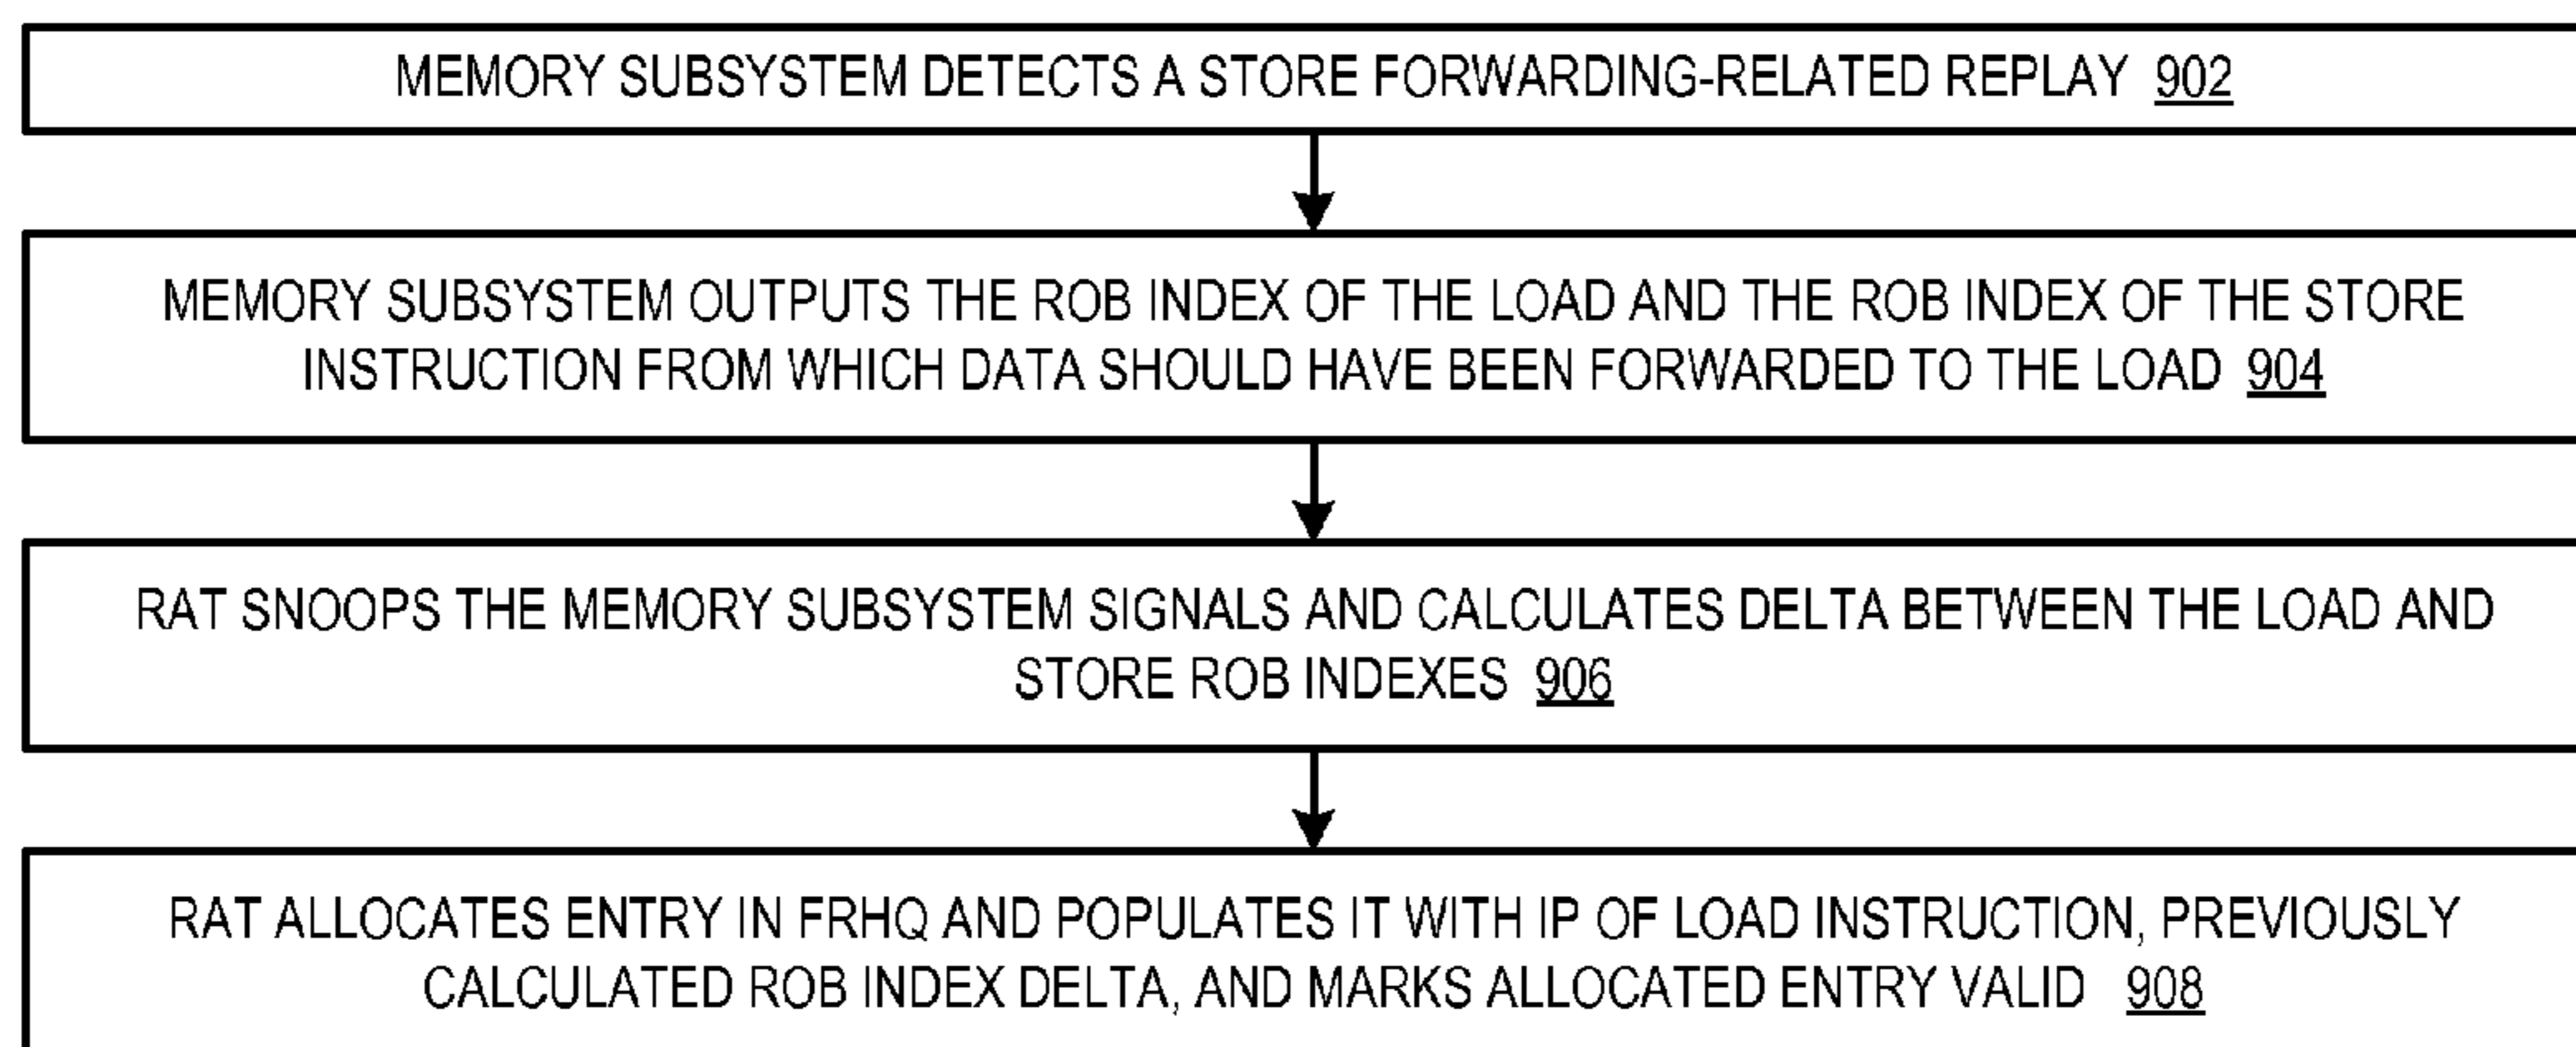 MEMORY SUBSYSTEM DETECTS A STORE FORWARDING-RELATED REPLAY 902
MEMORY SUBSYSTEM OUTPUTS THE ROB INDEX OF THE LOAD AND THE ROB INDEX OF THE STORE
INSTRUCTION FROM WHICH DATA SHOULD HAVE BEEN FORWARDED TO THE LOAD 904
RAT SNOOPS THE MEMORY SUBSYSTEM SIGNALS AND CALCULATES DELTA BETWEEN THE LOAD AND
STORE ROB INDEXES 906
RAT ALLOCATES ENTRY IN FRHQ AND POPULATES IT WITH IP OF LOAD INSTRUCTION, PREVIOUSLY
CALCULATED ROB INDEX DELTA, AND MARKS ALLOCATED ENTRY VALID 908